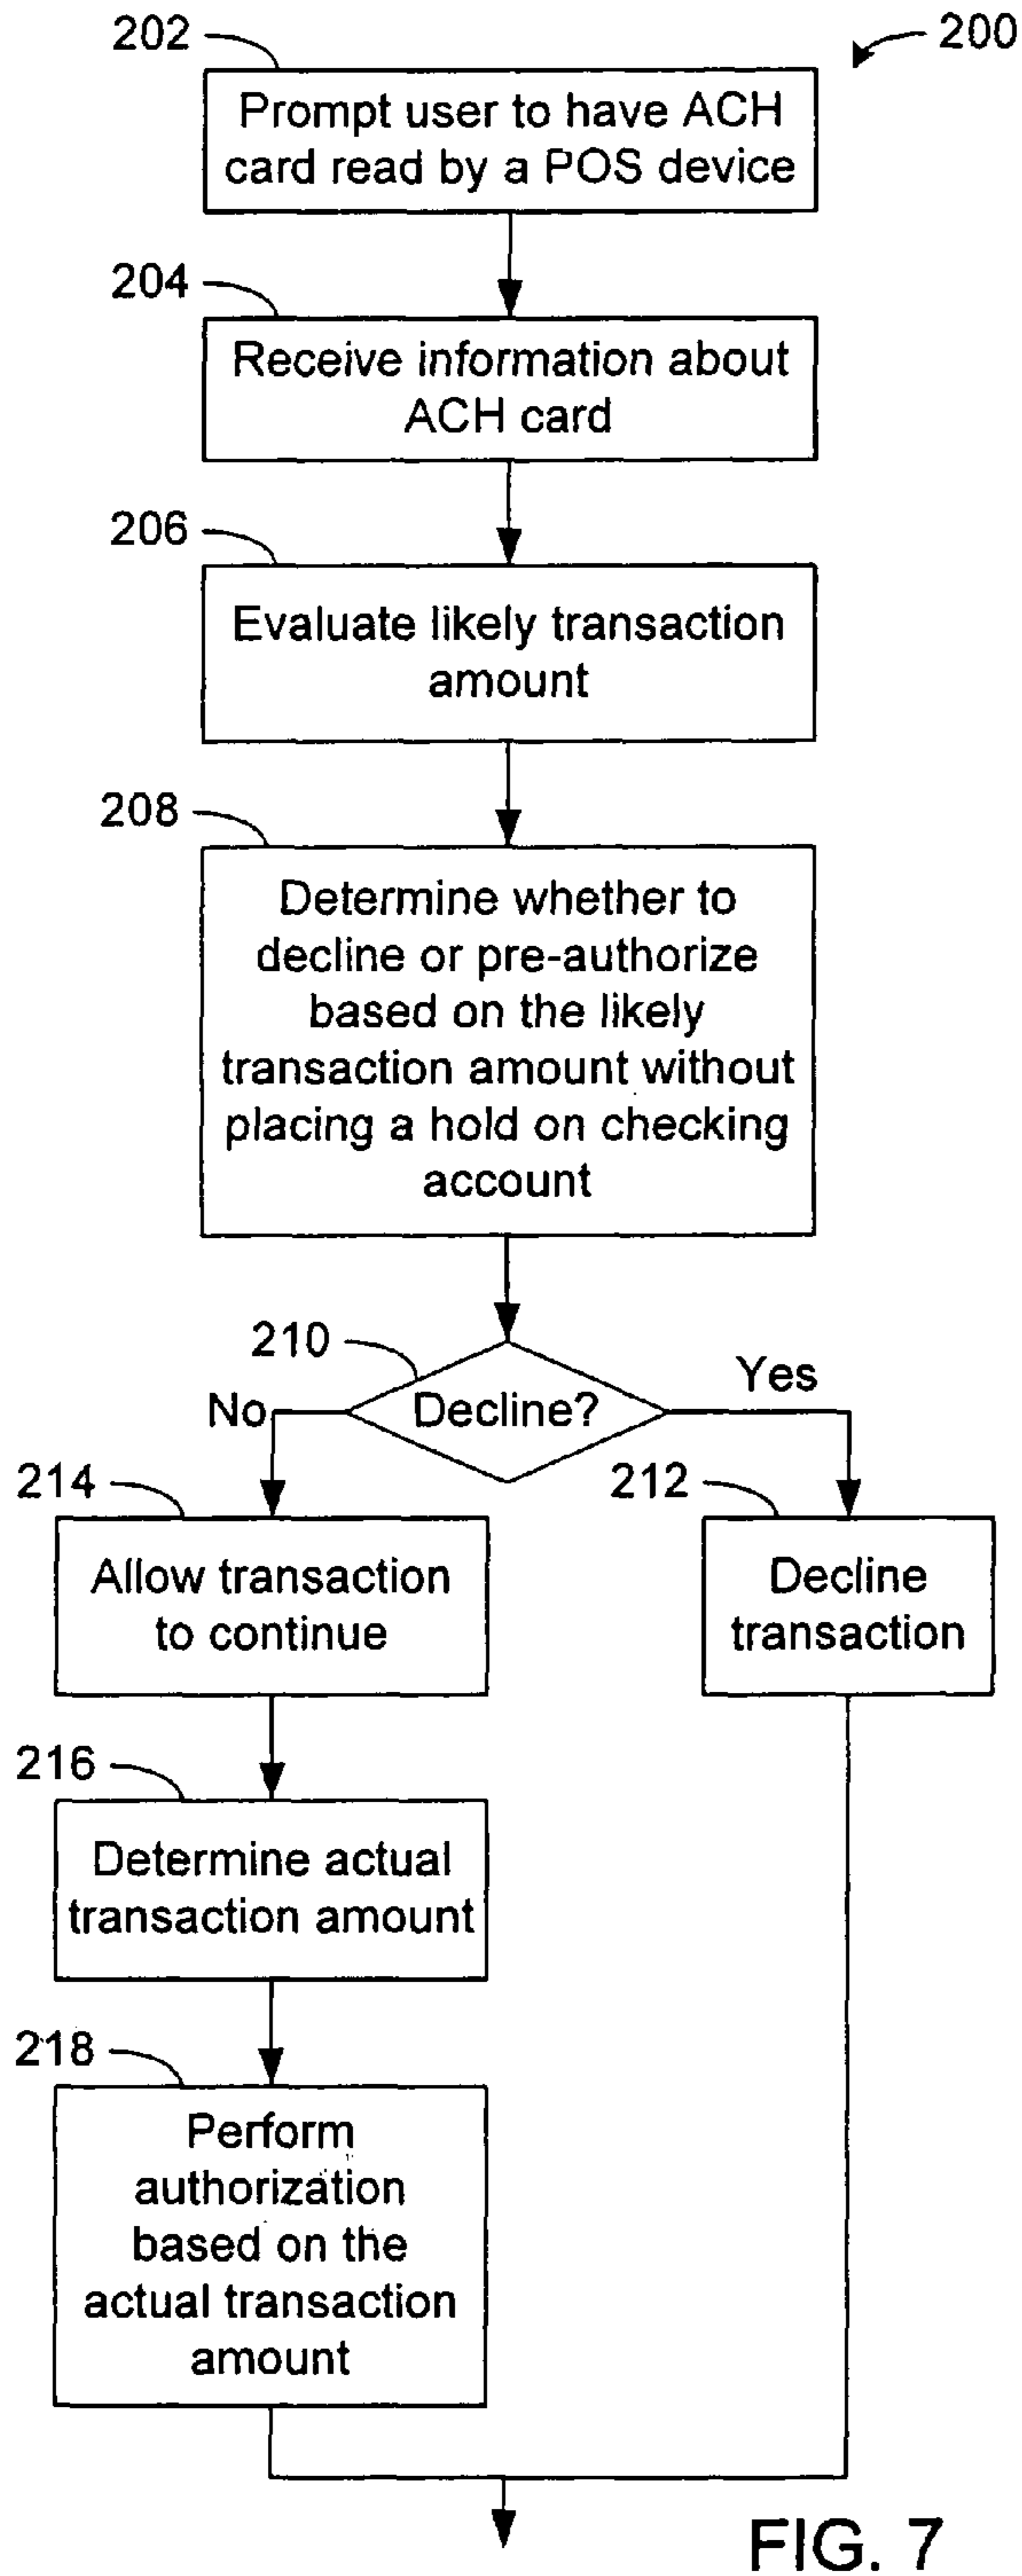 202
200
Prompt user to have ACH
card read by a POS device
204
Receive information about
ACH card
206
Evaluate likely transaction
amount
208
Determine whether to
decline or pre-authorize
based on the likely
transaction amount without
placing a hold on checking
account
210
Decline?
No
Yes
214
Allow transaction
to continue
212
Decline
transaction
216
Determine actual
transaction amount
218
Perform
authorization
based on the
actual transaction
amount
FIG. 7